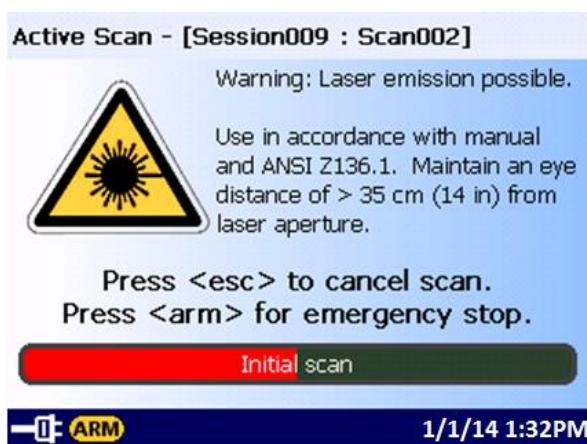 Active Scan - [Session009 : Scan002]
Warning: Laser emission possible.
Use in accordance with manual
and ANSI Z136.1. Maintain an eye
distance of > 35 cm (14 in) from
laser aperture.
Press <esc> to cancel scan.
Press <arm> for emergency stop.
Initial scan
ARM
1/1/14 1:32PM